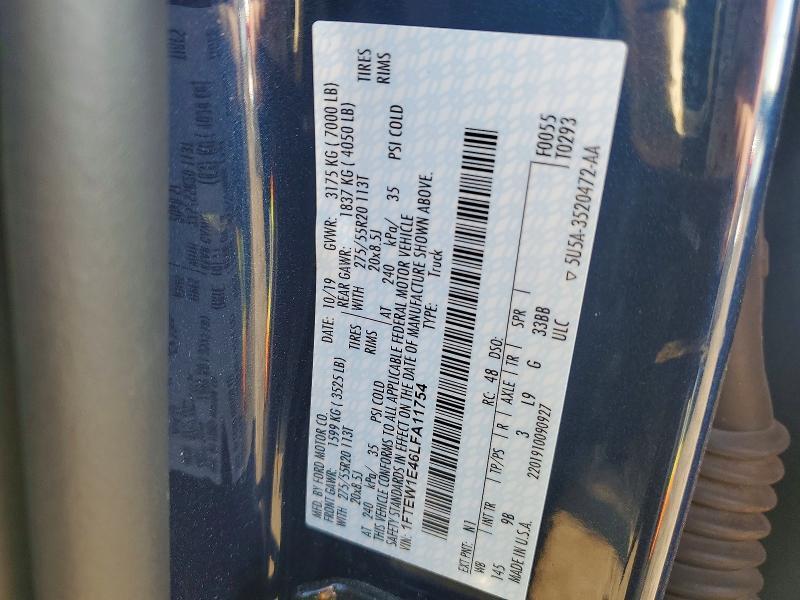 MFD. BY FORD MOTOR CO.
DATE: 10/19 GVWR: 3175 KG ( 7000 LB)
FRONT GAWR: 1599 KG ( 3525 LB) REAR GAWR: 1837 KG ( 4050 LB)
WITH 275/55R20 113T TIRES WITH 275/55R20 113T TIRES
20x8.5J RIMS 20x8.5J RIMS
AT 240 kPa/ 35 PSI COLD AT 240 kPa/ 35 PSI COLD
THIS VEHICLE CONFORMS TO ALL APPLICABLE FEDERAL MOTOR VEHICLE
SAFETY STANDARDS IN EFFECT ON THE DATE OF MANUFACTURE SHOWN ABOVE.
VIN: 1FTEW1E46LFA11754 TYPE: Truck
F0055
T0293
EXT PNT: N1 RC: 48 DSO:
WB INT TR TP/PS R AXLE TR SPR
145 9B 3 L9 G 33BB
MADE IN U.S.A. 2201910090927 ULC
▽ 5U5A-3520472-AA